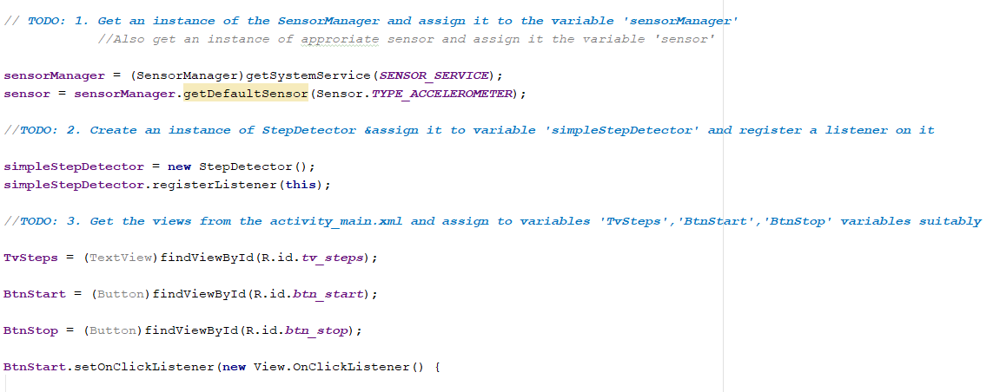 // TODO: 1. Get an instance of the SensorManager and assign it to the variable 'sensorManager'
//Also get an instance of approriate sensor and assign it the variable 'sensor'
sensorManager = (SensorManager)getSystemService(SENSOR_SERVICE);
sensor = sensorManager.getDefaultSensor(Sensor.TYPE_ACCELEROMETER);
//TODO: 2. Create an instance of StepDetector &assign it to variable 'simpleStepDetector' and register a listener on it
simpleStepDetector = new StepDetector();
simpleStepDetector.registerListener(this);
//TODO: 3. Get the views from the activity_main.xml and assign to variables 'TvSteps','BtnStart','BtnStop' variables suitably
TvSteps = (TextView)findViewById(R.id.tv_steps);
BtnStart = (Button)findViewById(R.id.btn_start);
BtnStop = (Button)findViewById(R.id.btn_stop);
BtnStart.setOnClickListener(new View.OnClickListener() {